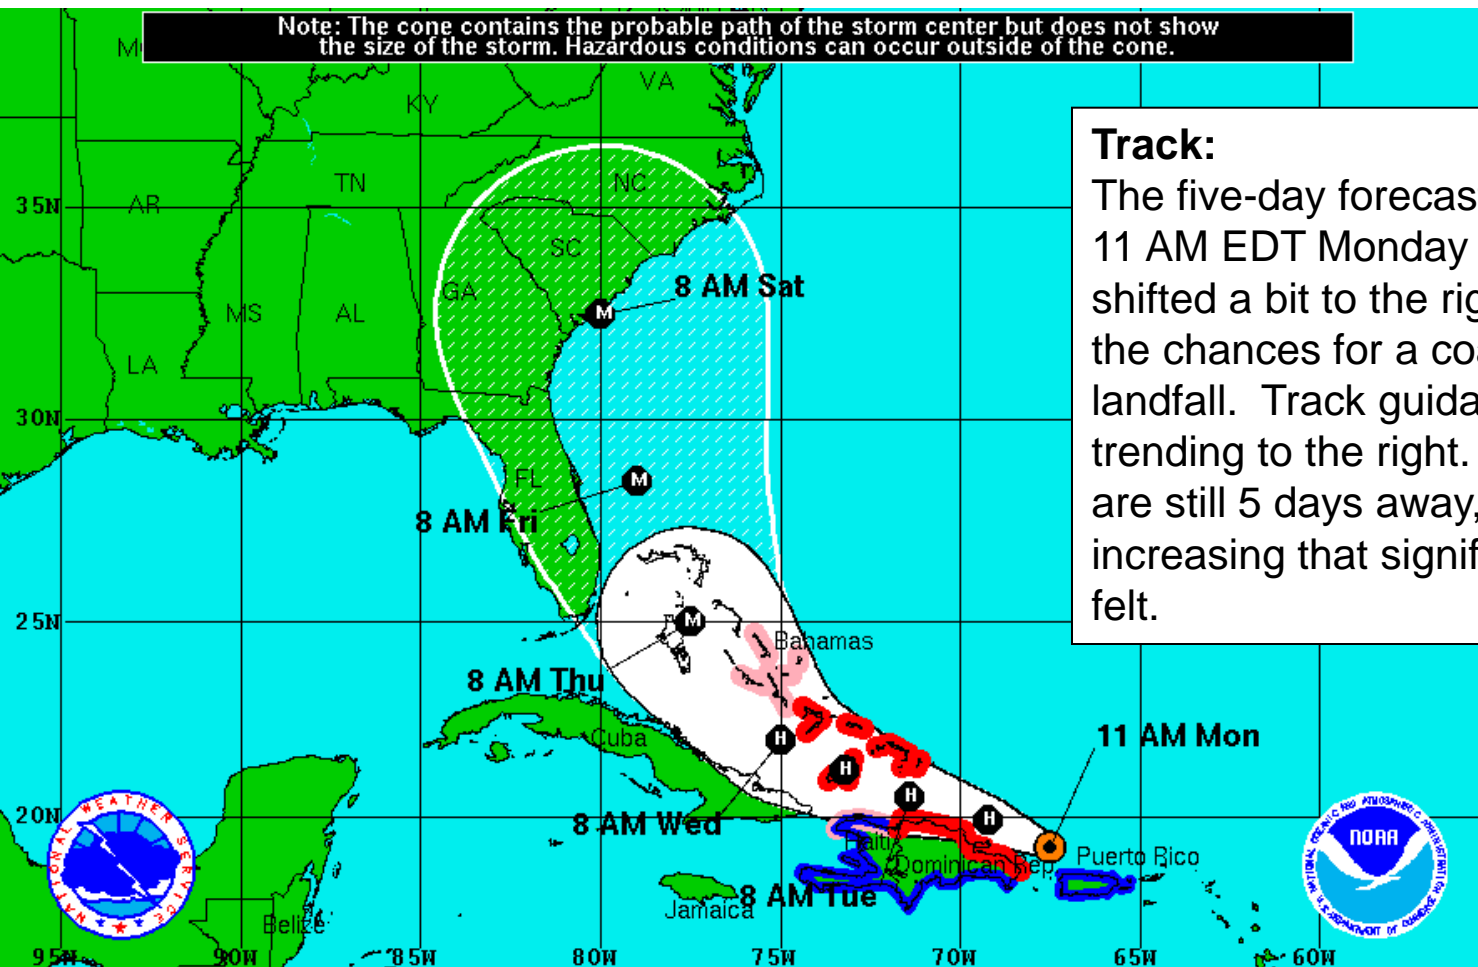 Note: The cone contains the probable path of the storm center but does not show
the size of the storm. Hazardous conditions can occur outside of the cone.
VA
KY
Track:
The five-day forecas
11 AM EDT Monday
shifted a bit to the rig
the chances for a coa
landfall. Track guida
trending to the right.
are still 5 days away,
increasing that signif
felt.
TN
NC
AR
35N
SC
GA
8 AM Sat
MS
AL
M
LA
30N
FL
M
8 AM Fri
25N
M
Bahamas
8 AM Thu
Cuba
H
11 AM Mon
H
H
20N
8 AM Wed
H
NATIONAL WEATHER SERVICE
NOAA
Haiti
Dominican Rep
Puerto Rico
8 AM Tue
Jamaica
Belize
95W
90W
85W
80W
75W
70W
65W
60W